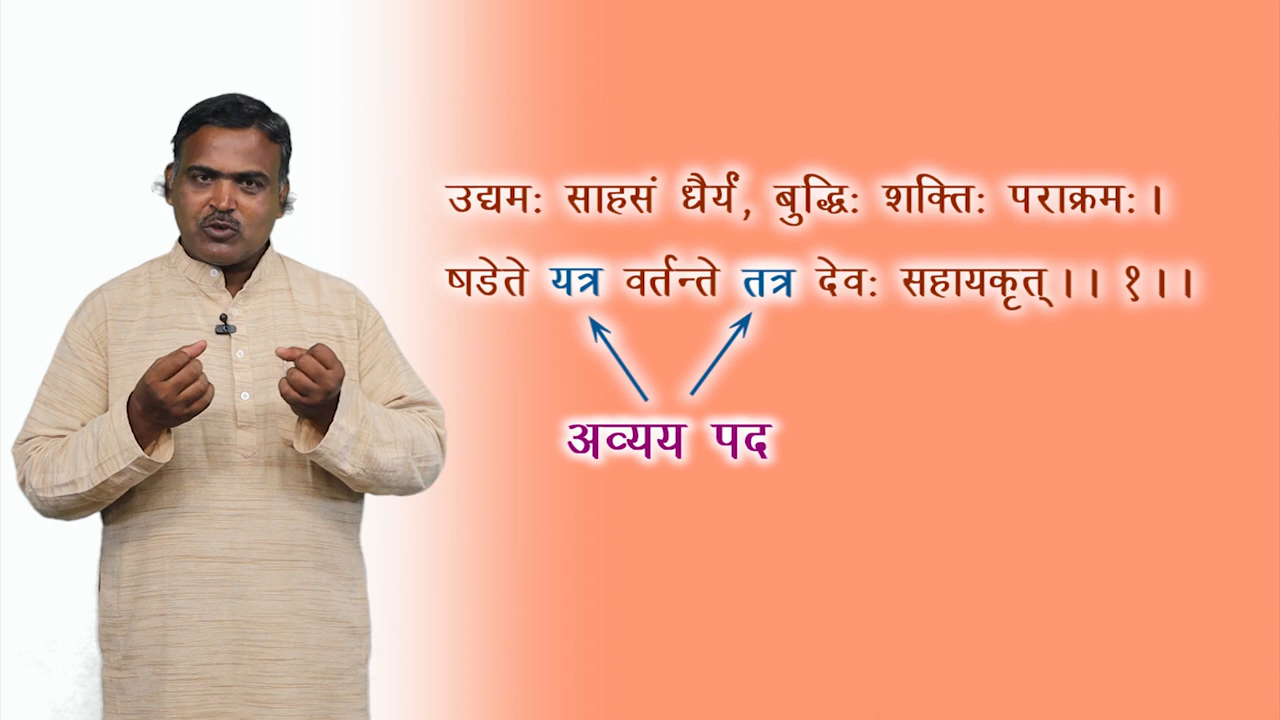 उद्यमः साहसं धैर्यं, बुद्धिः शक्तिः पराक्रमः ।
षडेते यत्र वर्तन्ते तत्र देवः सहायकृत् ।। १ ।।
अव्यय पद